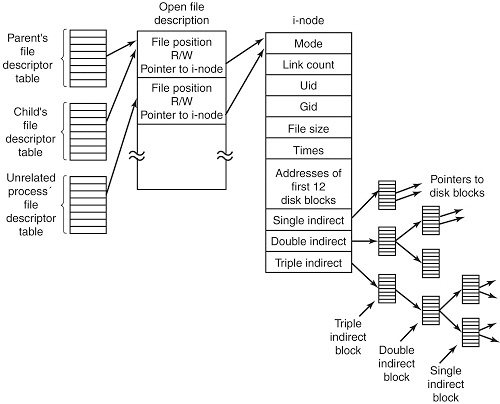 Open file
description
i-node
Parent's
file
descriptor
table
File position
R/W
Pointer to i-node
File position
R/W
Pointer to i-node
Mode
Link count
Uid
Gid
File size
Times
Addresses of
first 12
disk blocks
Single indirect
Double indirect
Triple indirect
Child's
file
descriptor
table
Unrelated
process´
file
descriptor
table
Pointers to
disk blocks
Triple
indirect
block
Double
indirect
block
Single
indirect
block